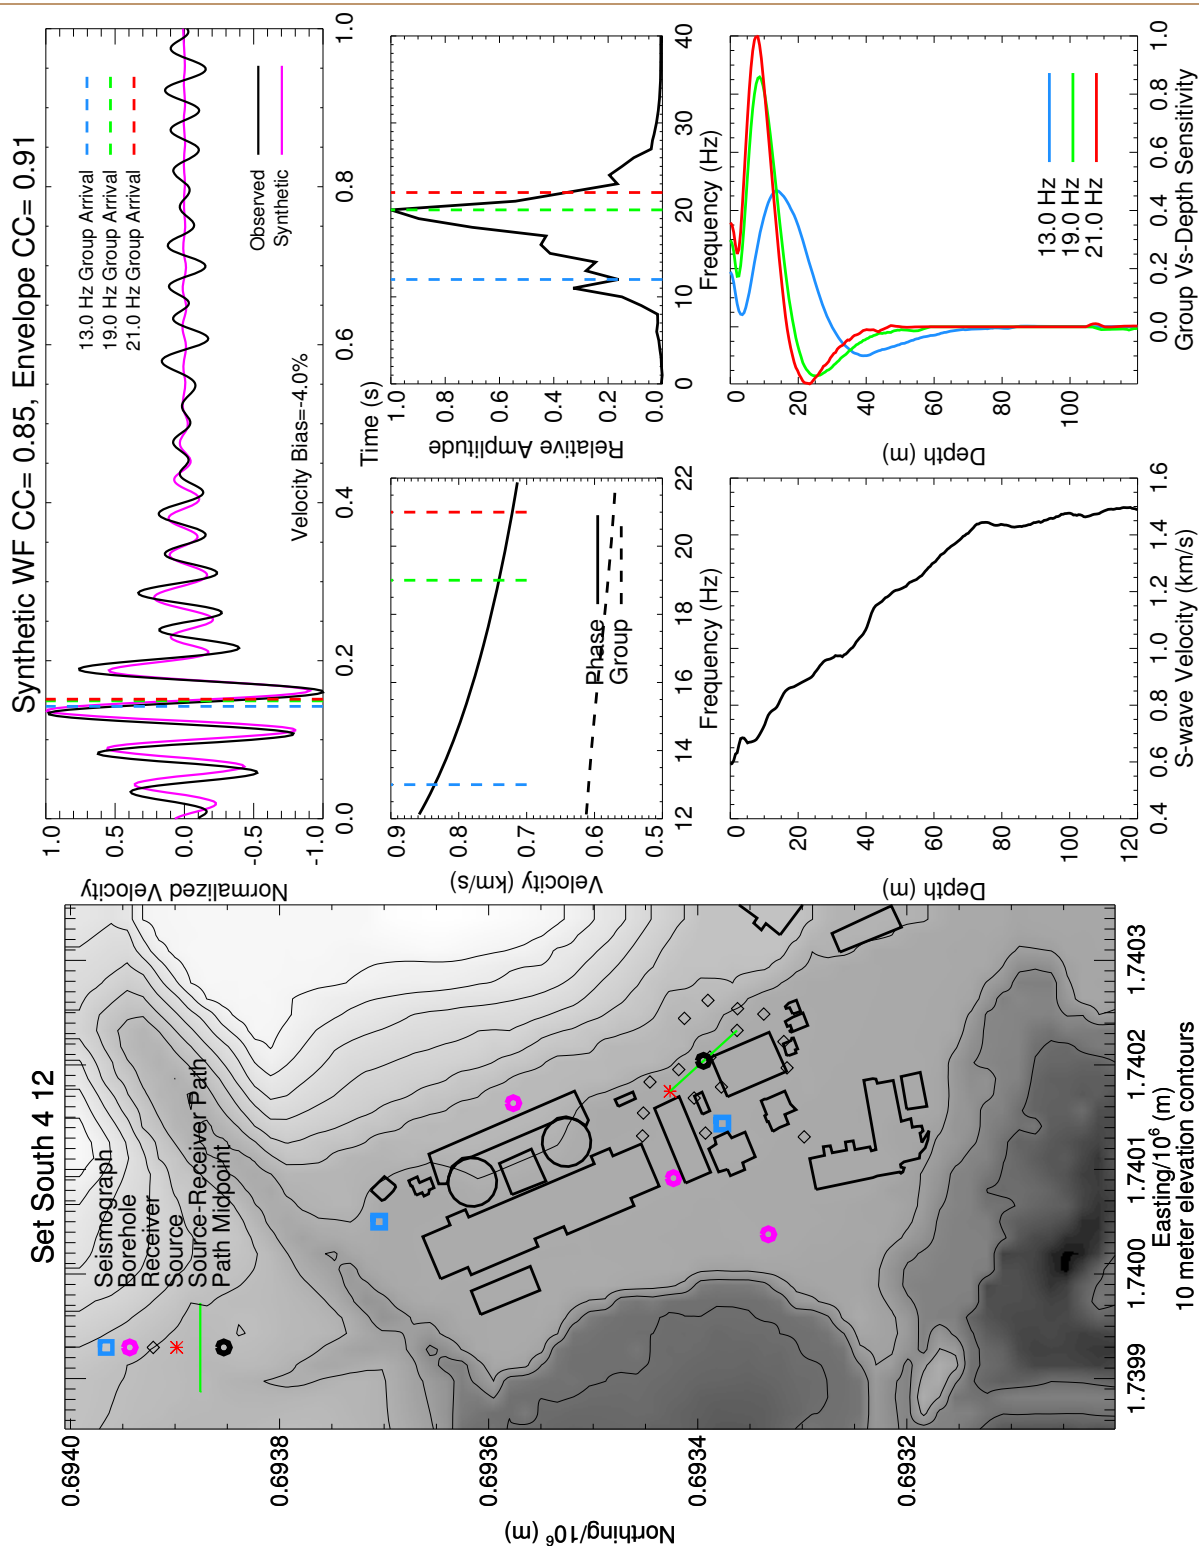 Set South 4 12
Seismograph
Borehole
Receiver
Source
Source-Receiver Path
Path Midpoint
0.6940
0.6938
0.6936
0.6934
0.6932
Northing/10⁶ (m)
1.7399
1.7400
1.7401
1.7402
1.7403
Easting/10⁶ (m)
10 meter elevation contours
Synthetic WF CC= 0.85, Envelope CC= 0.91
1.0
0.5
0.0
-0.5
-1.0
Normalized Velocity
13.0 Hz Group Arrival
19.0 Hz Group Arrival
21.0 Hz Group Arrival
Observed
Synthetic
Velocity Bias=-4.0%
0.0
0.2
0.4
0.6
0.8
1.0
Time (s)
0.9
0.8
0.7
0.6
0.5
Velocity (km/s)
Phase
Group
12
14
16
18
20
22
Frequency (Hz)
1.0
0.8
0.6
0.4
0.2
0.0
Relative Amplitude
0
10
20
30
40
Frequency (Hz)
0
20
40
60
80
100
120
Depth (m)
0.4
0.6
0.8
1.0
1.2
1.4
1.6
S-wave Velocity (km/s)
0
20
40
60
80
100
Depth (m)
13.0 Hz
19.0 Hz
21.0 Hz
0.0
0.2
0.4
0.6
0.8
1.0
Group Vs-Depth Sensitivity